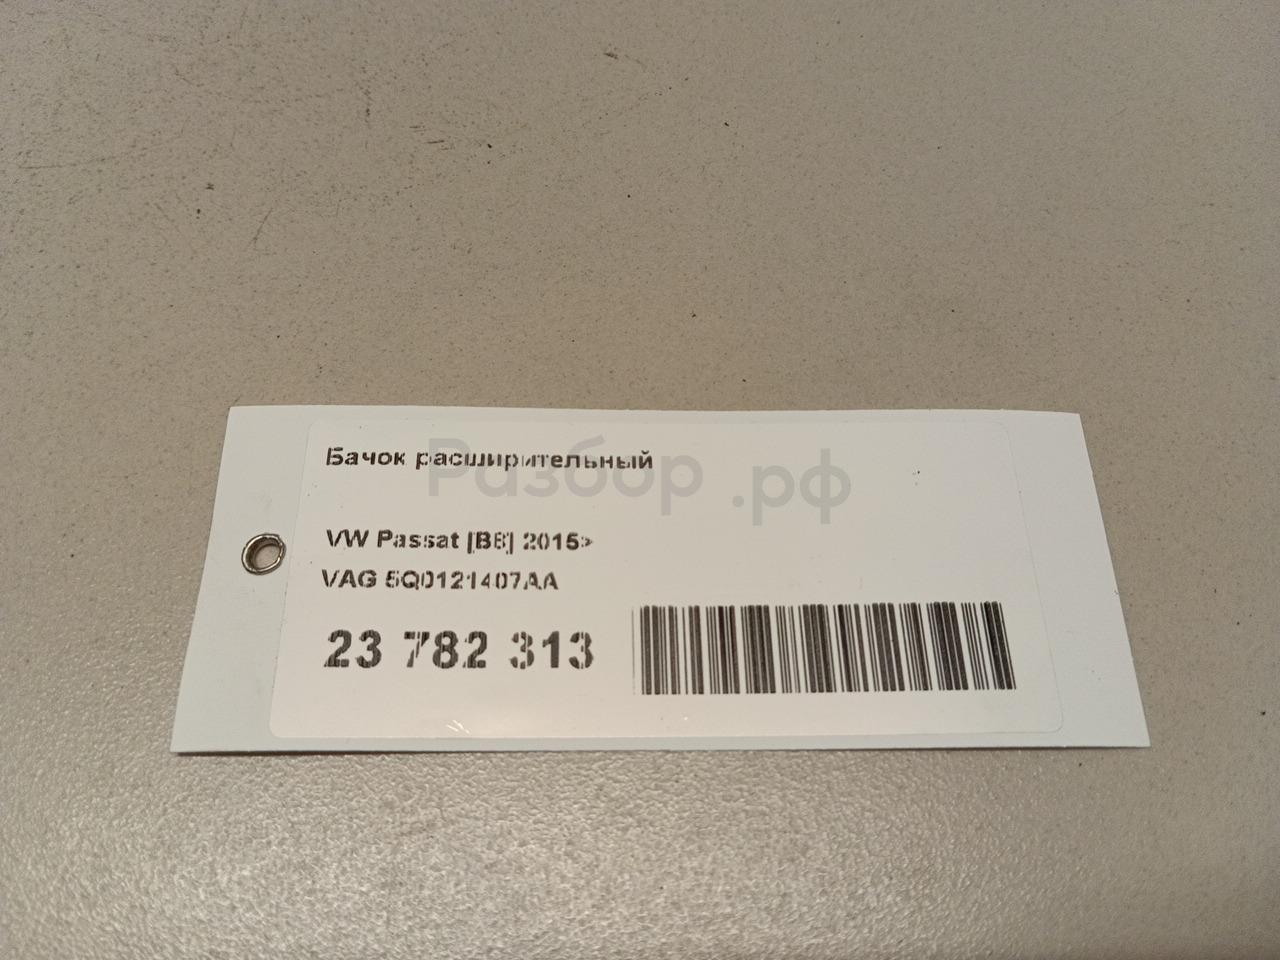 Бачок расширительный
Разбор.рф
VW Passat [B8] 2015>
VAG 5Q0121407AA
23 782 313